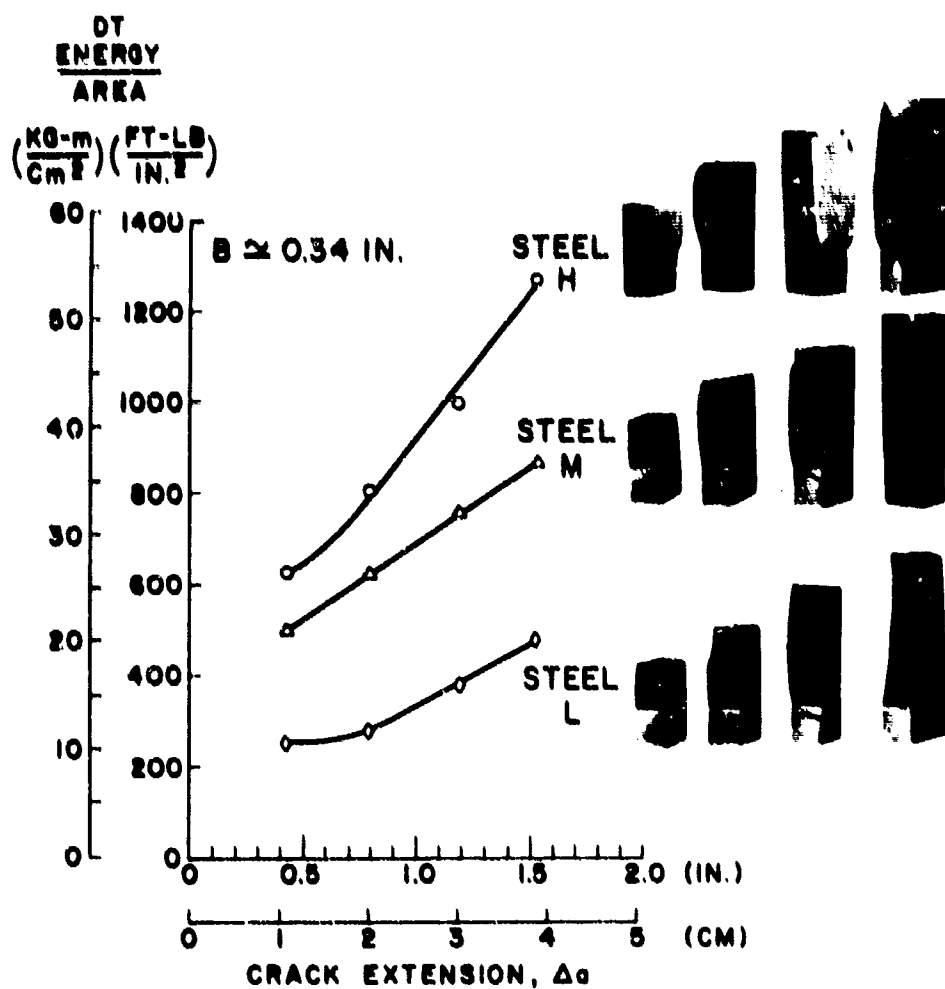 DT
ENERGY
AREA
(KG-m/Cm²) (FT-LB/IN.²)
60
1400
B ≃ 0.34 IN.
STEEL
H
50
1200
1000
40
STEEL
M
800
30
600
20
400
STEEL
L
10
200
0
0
0 0.5 1.0 1.5 2.0 (IN.)
0 1 2 3 4 5 (CM)
CRACK EXTENSION, Δa